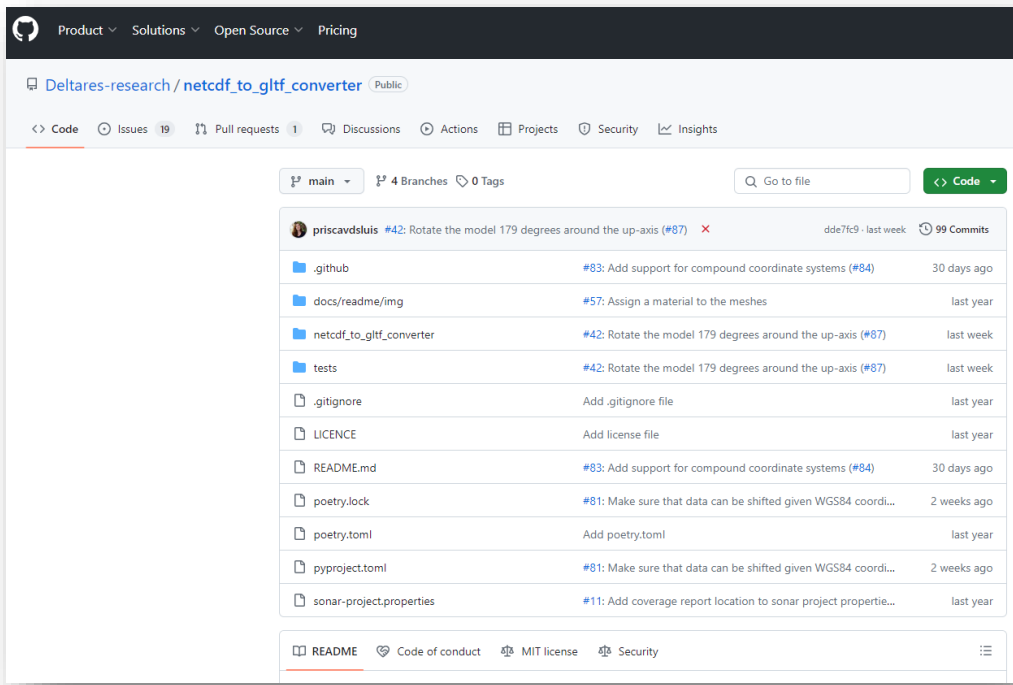 Product Solutions Open Source Pricing
Deltares-research / netcdf_to_gltf_converter Public
Code Issues 19 Pull requests 1 Discussions Actions Projects Security Insights
main 4 Branches 0 Tags Go to file Code
priscavdsluis #42: Rotate the model 179 degrees around the up-axis (#87) dde7fc9 · last week 99 Commits
.github #83: Add support for compound coordinate systems (#84) 30 days ago
docs/readme/img #57: Assign a material to the meshes last year
netcdf_to_gltf_converter #42: Rotate the model 179 degrees around the up-axis (#87) last week
tests #42: Rotate the model 179 degrees around the up-axis (#87) last week
.gitignore Add .gitignore file last year
LICENCE Add license file last year
README.md #83: Add support for compound coordinate systems (#84) 30 days ago
poetry.lock #81: Make sure that data can be shifted given WGS84 coordi... 2 weeks ago
poetry.toml Add poetry.toml last year
pyproject.toml #81: Make sure that data can be shifted given WGS84 coordi... 2 weeks ago
sonar-project.properties #11: Add coverage report location to sonar project propertie... last year
README Code of conduct MIT license Security